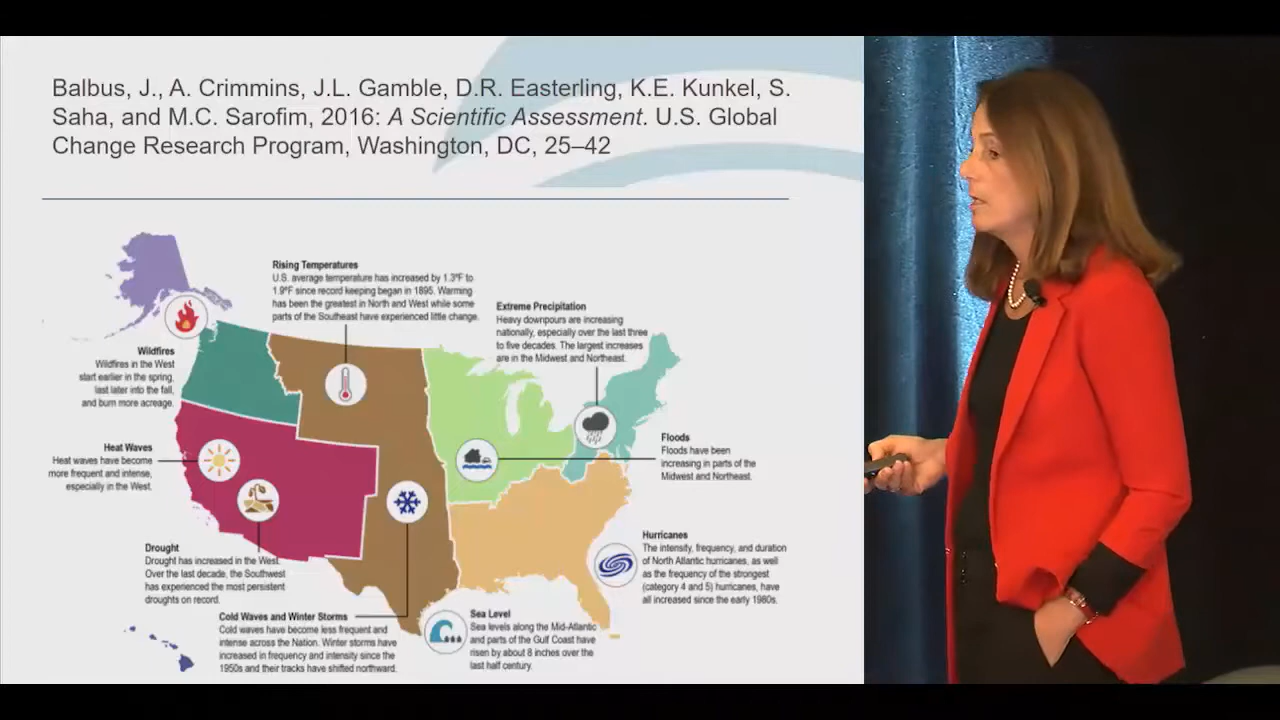 Balbus, J., A. Crimmins, J.L. Gamble, D.R. Easterling, K.E. Kunkel, S.
Saha, and M.C. Sarofim, 2016: A Scientific Assessment. U.S. Global
Change Research Program, Washington, DC, 25–42
Rising Temperatures
U.S. average temperature has increased by 1.3°F to
1.9°F since record keeping began in 1895. Warming
has been the greatest in North and West while some
parts of the Southeast have experienced little change.
Extreme Precipitation
Heavy downpours are increasing
nationally, especially over the last three
to five decades. The largest increases
are in the Midwest and Northeast.
Wildfires
Wildfires in the West
start earlier in the spring,
last later into the fall,
and burn more acreage.
Heat Waves
Heat waves have become
more frequent and intense,
especially in the West.
Floods
Floods have been
increasing in parts of the
Midwest and Northeast.
Drought
Drought has increased in the West.
Over the last decade, the Southwest
has experienced the most persistent
droughts on record.
Hurricanes
The intensity, frequency, and duration
of North Atlantic hurricanes, as well
as the frequency of the strongest
(category 4 and 5) hurricanes, have
all increased since the early 1980s.
Cold Waves and Winter Storms
Cold waves have become less frequent and
intense across the Nation. Winter storms have
increased in frequency and intensity since the
1950s and their tracks have shifted northward.
Sea Level
Sea levels along the Mid-Atlantic
and parts of the Gulf Coast have
risen by about 8 inches over the
last half century.